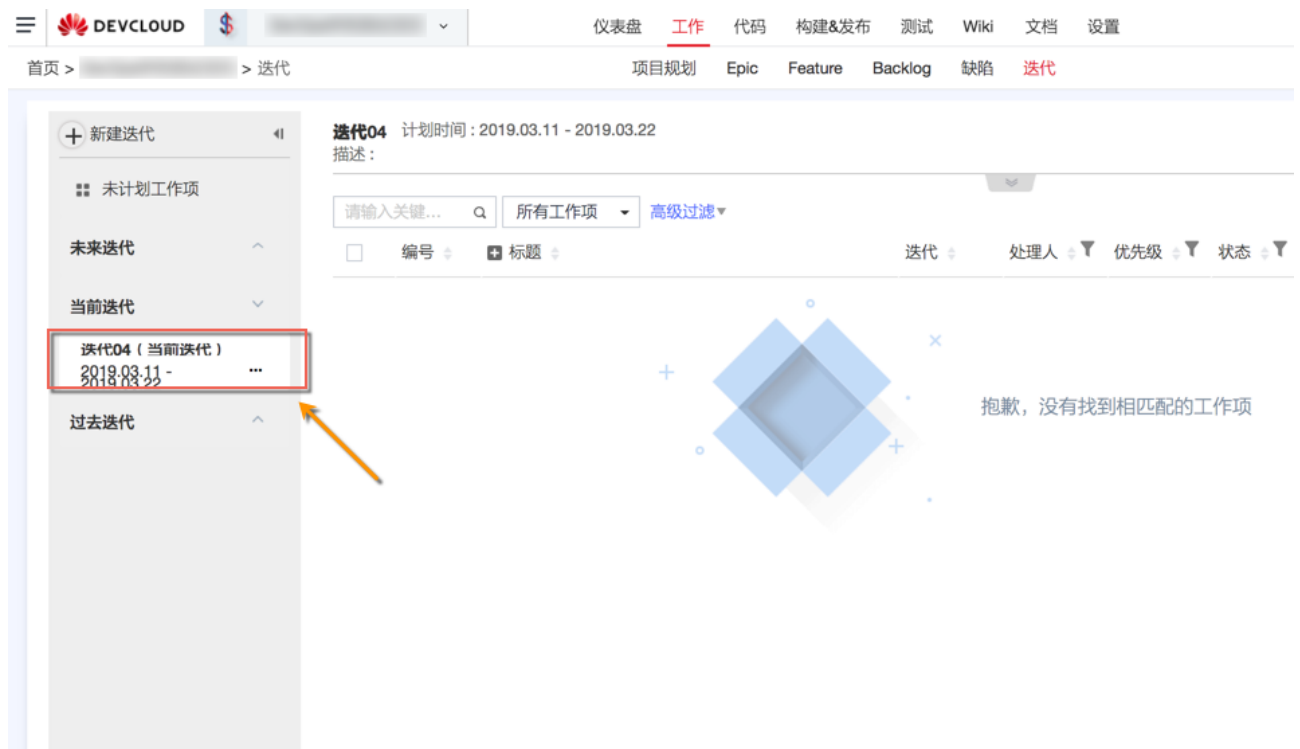 DEVCLOUD 仪表盘 工作 代码 构建&发布 测试 Wiki 文档 设置
首页 > > 迭代 项目规划 Epic Feature Backlog 缺陷 迭代
新建迭代
迭代04 计划时间 : 2019.03.11 - 2019.03.22
描述 :
未计划工作项
请输入关键... 所有工作项 高级过滤
未来迭代
编号 标题 迭代 处理人 优先级 状态
当前迭代
迭代04（当前迭代）
2019.03.11 -
2019.03.22
抱歉，没有找到相匹配的工作项
过去迭代